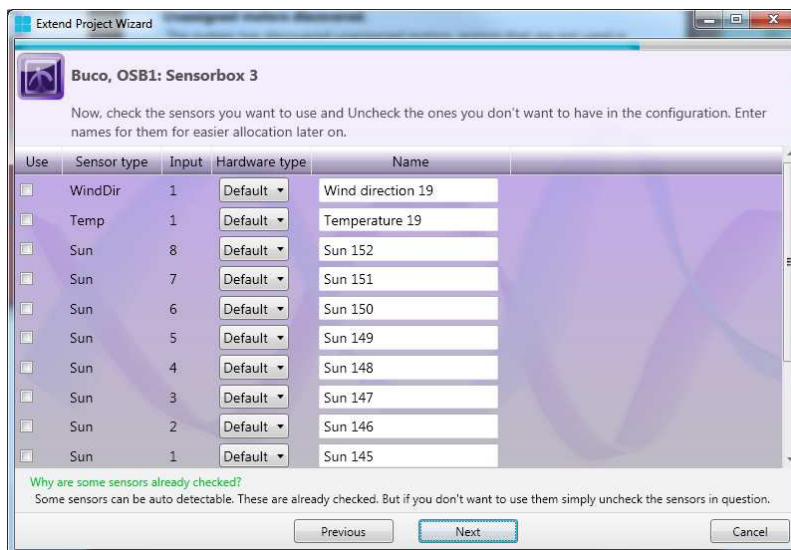 Extend Project Wizard
Buco, OSB1: Sensorbox 3
Now, check the sensors you want to use and Uncheck the ones you don't want to have in the configuration. Enter
names for them for easier allocation later on.
Use Sensor type Input Hardware type Name
WindDir 1 Default Wind direction 19
Temp 1 Default Temperature 19
Sun 8 Default Sun 152
Sun 7 Default Sun 151
Sun 6 Default Sun 150
Sun 5 Default Sun 149
Sun 4 Default Sun 148
Sun 3 Default Sun 147
Sun 2 Default Sun 146
Sun 1 Default Sun 145
Why are some sensors already checked?
Some sensors can be auto detectable. These are already checked. But if you don't want to use them simply uncheck the sensors in question.
Previous Next Cancel